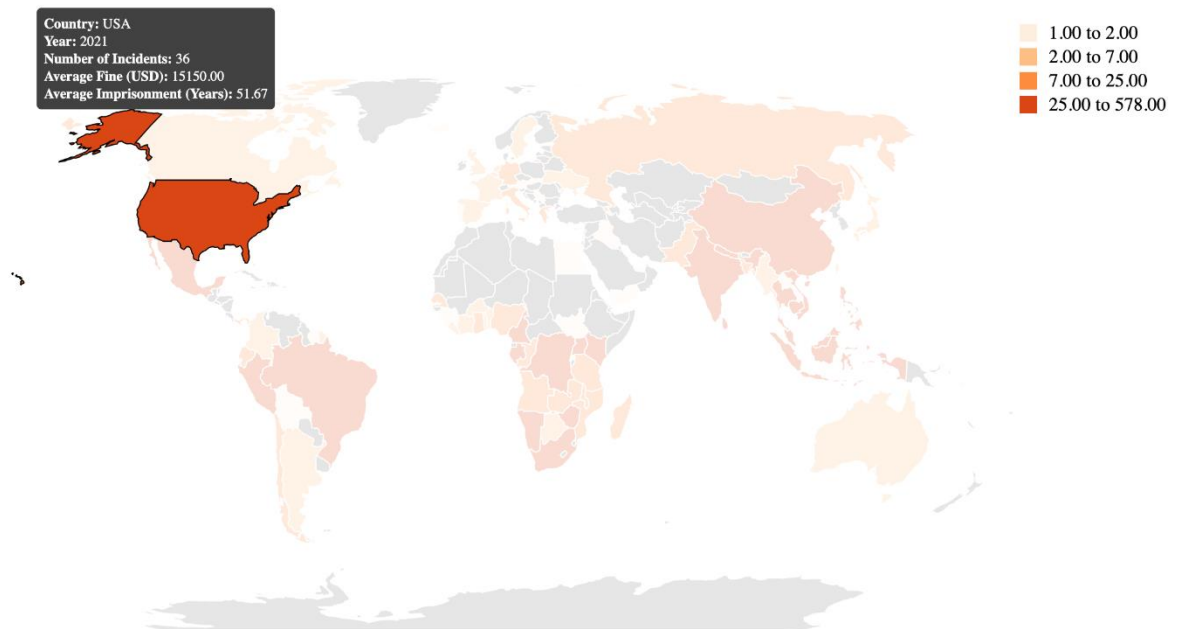 Country: USA
Year: 2021
Number of Incidents: 36
Average Fine (USD): 15150.00
Average Imprisonment (Years): 51.67
1.00 to 2.00
2.00 to 7.00
7.00 to 25.00
25.00 to 578.00